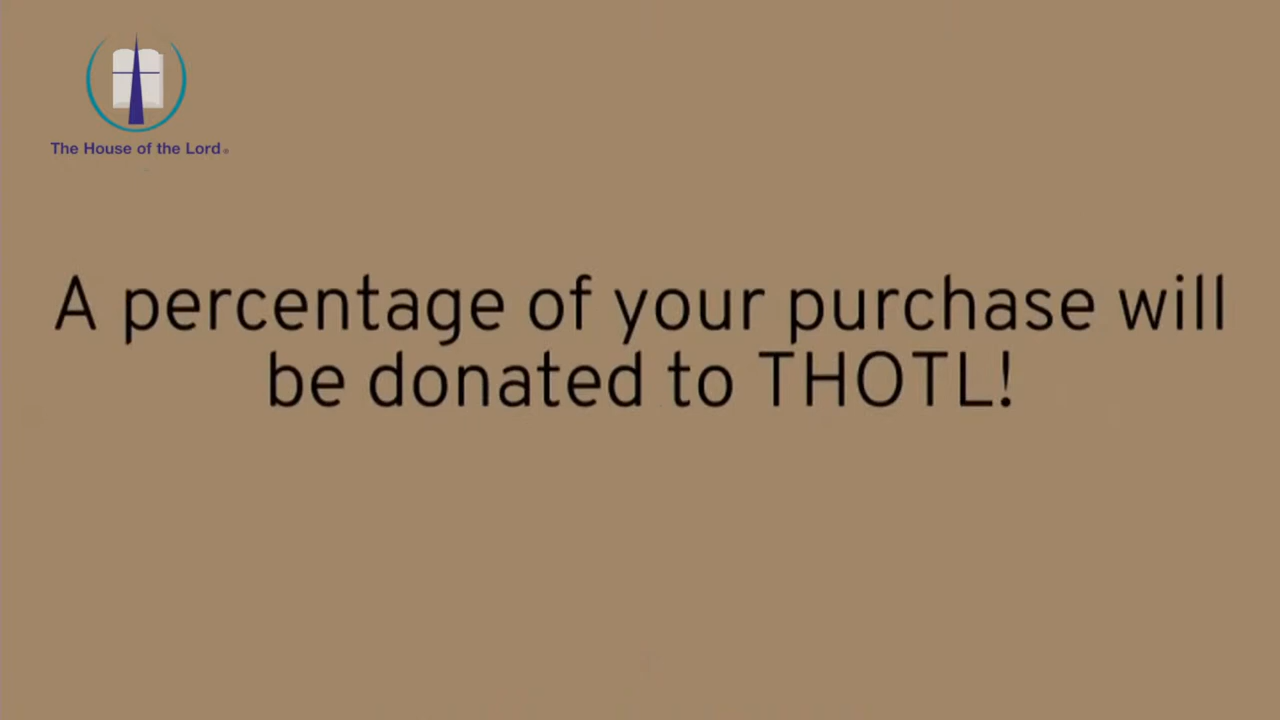 The House of the Lord®
A percentage of your purchase will
be donated to THOTL!